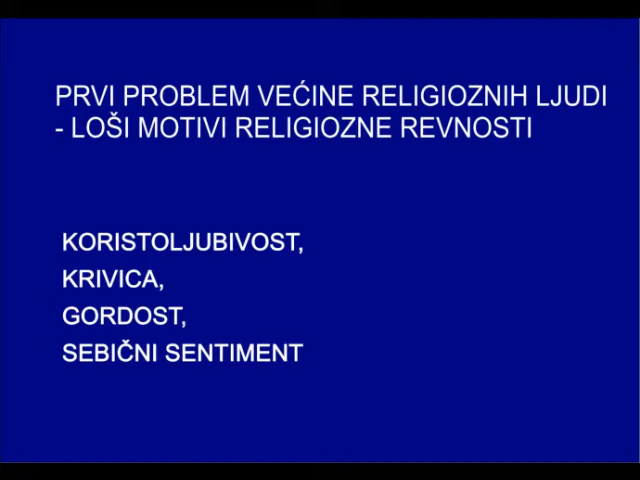 PRVI PROBLEM VEĆINE RELIGIOZNIH LJUDI
- LOŠI MOTIVI RELIGIOZNE REVNOSTI
KORISTOLJUBIVOST,
KRIVICA,
GORDOST,
SEBIČNI SENTIMENT